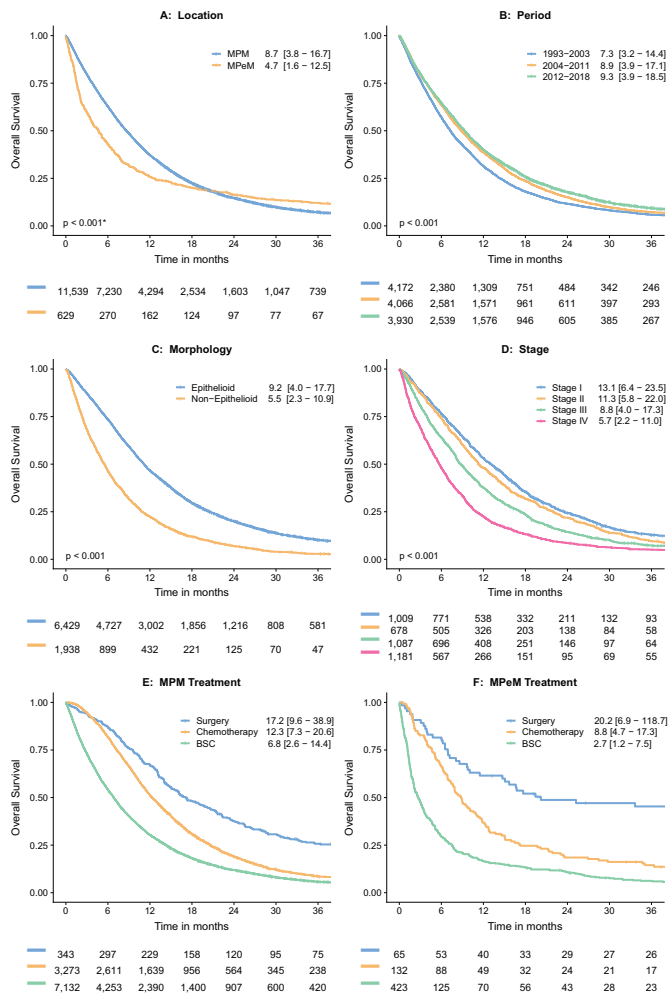 A: Location
Overall Survival
1.00
0.75
0.50
0.25
0.00
MPM 8.7 [3.8 − 16.7]
MPeM 4.7 [1.6 − 12.5]
p < 0.001*
0 6 12 18 24 30 36
Time in months
11,539 7,230 4,294 2,534 1,603 1,047 739
629 270 162 124 97 77 67
B: Period
Overall Survival
1.00
0.75
0.50
0.25
0.00
1993−2003 7.3 [3.2 − 14.4]
2004−2011 8.9 [3.9 − 17.1]
2012−2018 9.3 [3.9 − 18.5]
p < 0.001
0 6 12 18 24 30 36
Time in months
4,172 2,380 1,309 751 484 342 246
4,066 2,581 1,571 961 611 397 293
3,930 2,539 1,576 946 605 385 267
C: Morphology
Overall Survival
1.00
0.75
0.50
0.25
0.00
Epithelioid 9.2 [4.0 − 17.7]
Non−Epithelioid 5.5 [2.3 − 10.9]
p < 0.001
0 6 12 18 24 30 36
Time in months
6,429 4,727 3,002 1,856 1,216 808 581
1,938 899 432 221 125 70 47
D: Stage
Overall Survival
1.00
0.75
0.50
0.25
0.00
Stage I 13.1 [6.4 − 23.5]
Stage II 11.3 [5.8 − 22.0]
Stage III 8.8 [4.0 − 17.3]
Stage IV 5.7 [2.2 − 11.0]
p < 0.001
0 6 12 18 24 30 36
Time in months
1,009 771 538 332 211 132 93
678 505 326 203 138 84 58
1,087 696 408 251 146 97 64
1,181 567 266 151 95 69 55
E: MPM Treatment
Overall Survival
1.00
0.75
0.50
0.25
0.00
Surgery 17.2 [9.6 − 38.9]
Chemotherapy 12.3 [7.3 − 20.6]
BSC 6.8 [2.6 − 14.4]
0 6 12 18 24 30 36
Time in months
343 297 229 158 120 95 75
3,273 2,611 1,639 956 564 345 238
7,132 4,253 2,390 1,400 907 600 420
F: MPeM Treatment
Overall Survival
1.00
0.75
0.50
0.25
0.00
Surgery 20.2 [6.9 − 118.7]
Chemotherapy 8.8 [4.7 − 17.3]
BSC 2.7 [1.2 − 7.5]
0 6 12 18 24 30 36
Time in months
65 53 40 33 29 27 26
132 88 49 32 24 21 17
423 125 70 56 43 28 23